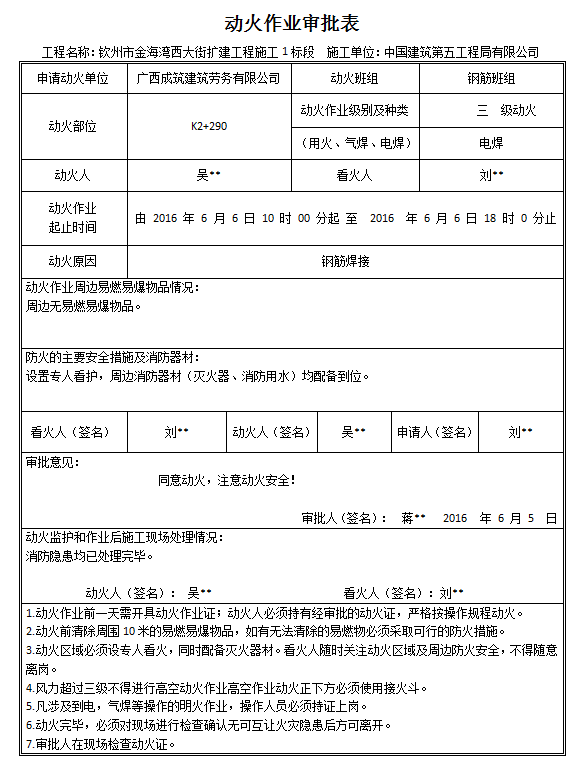 动火作业审批表
工程名称：钦州市金海湾西大街扩建工程施工1标段 施工单位：中国建筑第五工程局有限公司
申请动火单位 广西成筑建筑劳务有限公司 动火班组 钢筋班组
动火部位 K2+290 动火作业级别及种类 三 级动火
（用火、气焊、电焊） 电焊
动火人 吴** 看火人 刘**
动火作业
起止时间
由 2016 年 6 月 6 日 10 时 00 分起 至 2016 年 6 月 6 日 18 时 0 分止
动火原因 钢筋焊接
动火作业周边易燃易爆物品情况：
周边无易燃易爆物品。
防火的主要安全措施及消防器材：
设置专人看护，周边消防器材（灭火器、消防用水）均配备到位。
看火人（签名） 刘** 动火人（签名） 吴** 申请人（签名） 刘**
审批意见：
同意动火，注意动火安全！
审批人（签名）： 蒋** 2016 年 6 月 5 日
动火监护和作业后施工现场处理情况：
消防隐患均已处理完毕。
动火人（签名）： 吴** 看火人（签名）：刘**
1.动火作业前一天需开具动火作业证；动火人必须持有经审批的动火证，严格按操作规程动火。
2.动火前清除周围10米的易燃易爆物品，如有无法清除的易燃物必须采取可行的防火措施。
3.动火区域必须设专人看火，同时配备灭火器材。看火人随时关注动火区域及周边防火安全，不得随意
离岗。
4.风力超过三级不得进行高空动火作业高空作业动火正下方必须使用接火斗。
5.凡涉及到电，气焊等操作的明火作业，操作人员必须持证上岗。
6.动火完毕，必须对现场进行检查确认无可互让火灾隐患后方可离开。
7.审批人在现场检查动火证。